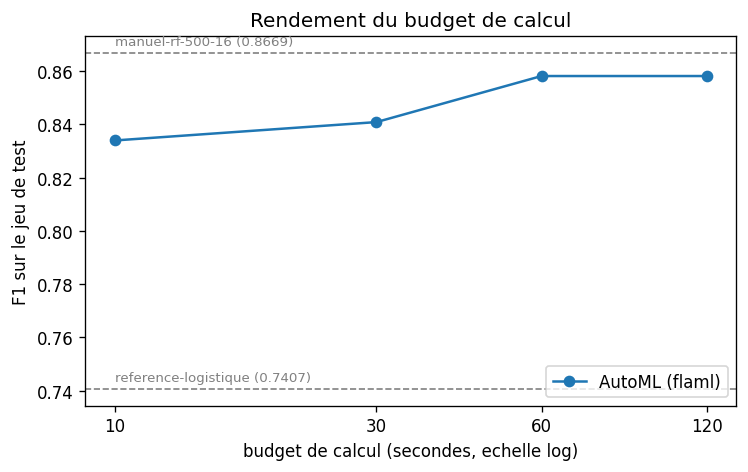 Rendement du budget de calcul
manuel-rf-500-16 (0.8669)
0.86
0.84
0.82
0.80
0.78
0.76
0.74
F1 sur le jeu de test
reference-logistique (0.7407)
AutoML (flaml)
10
30
60
120
budget de calcul (secondes, echelle log)